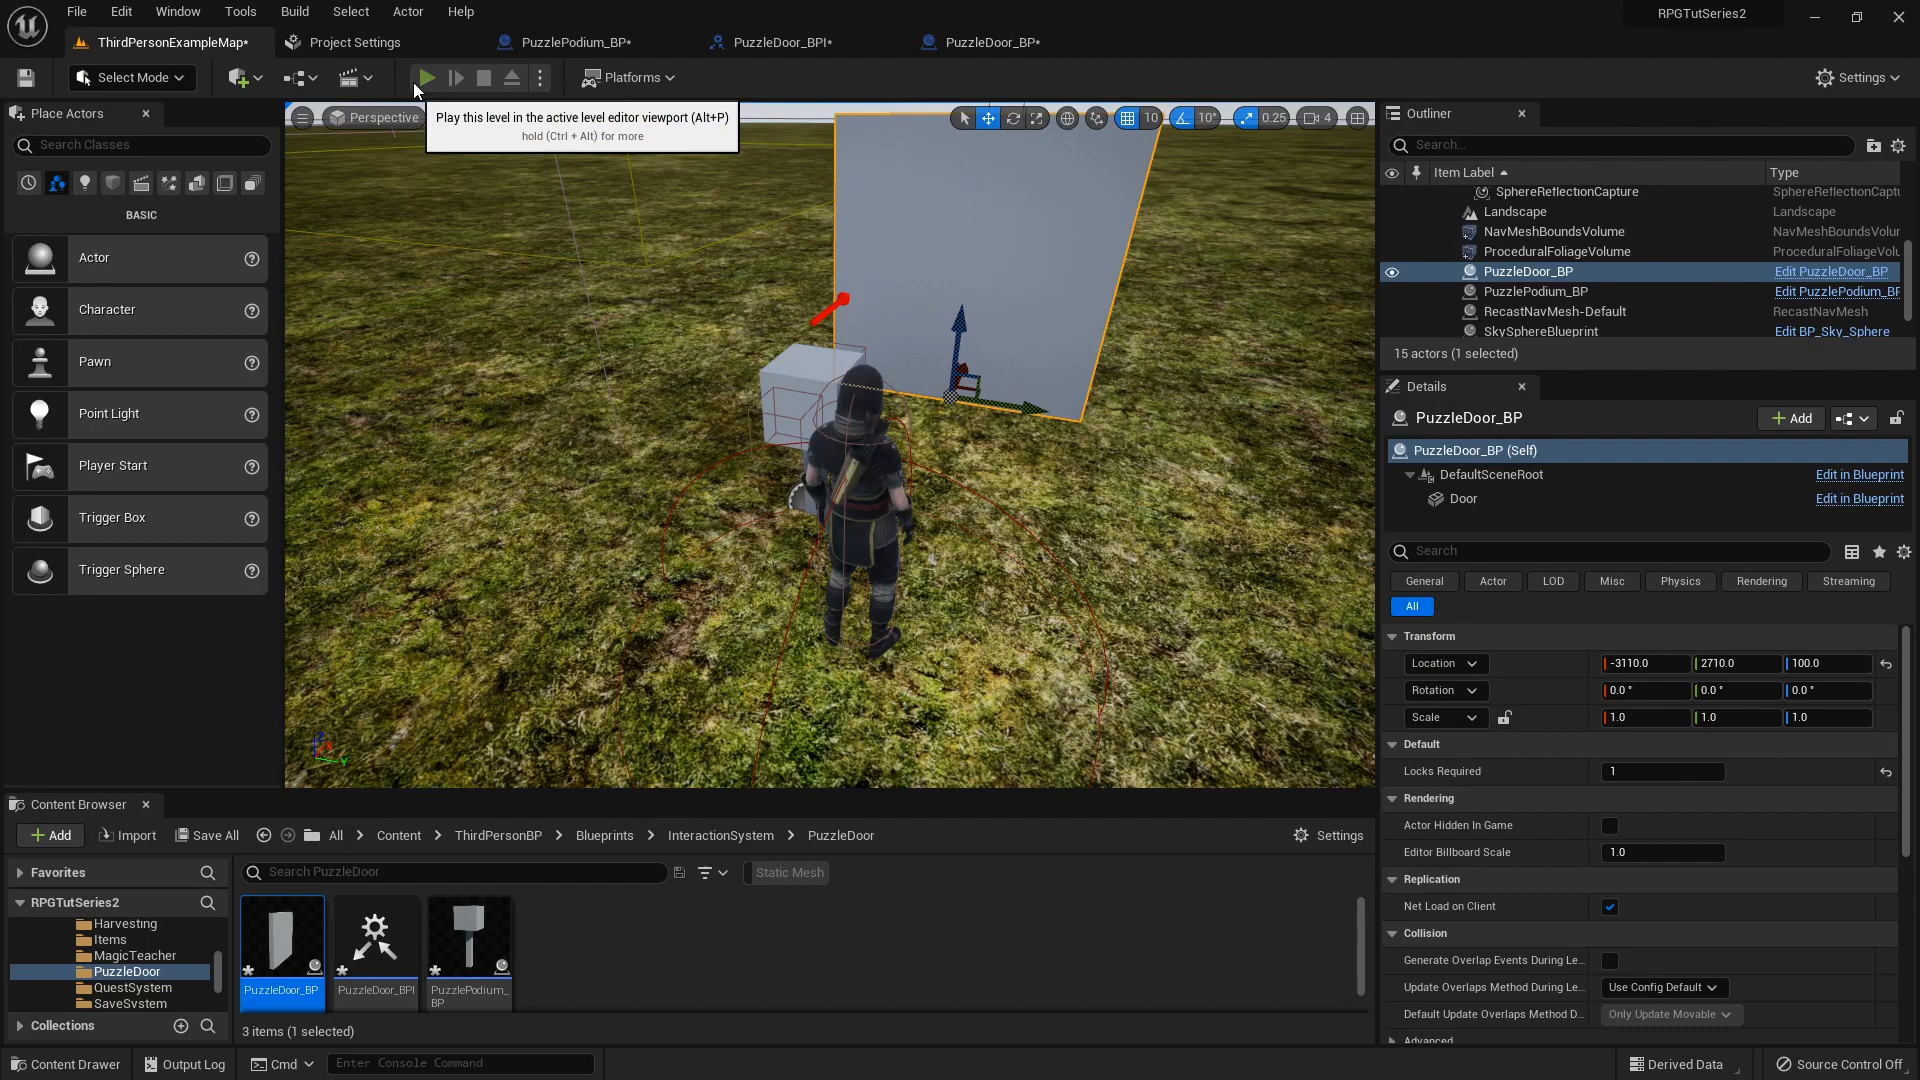 File Edit Window Tools Build Select Actor Help
RPGTutSeries2
ThirdPersonExampleMap* Project Settings PuzzlePodium_BP* PuzzleDoor_BPI* PuzzleDoor_BP*
Select Mode Platforms Settings
Place Actors
Search Classes
BASIC
Actor
Character
Pawn
Point Light
Player Start
Trigger Box
Trigger Sphere
Perspective
Play this level in the active level editor viewport (Alt+P)
hold (Ctrl + Alt) for more
10 10° 0.25 4
Outliner
Search...
Item Label Type
SphereReflectionCapture SphereReflectionCaptu
Landscape Landscape
NavMeshBoundsVolume NavMeshBoundsVolur
ProceduralFoliageVolume ProceduralFoliageVolu
PuzzleDoor_BP Edit PuzzleDoor_BP
PuzzlePodium_BP Edit PuzzlePodium_BP
RecastNavMesh-Default RecastNavMesh
SkySphereBlueprint Edit BP_Sky_Sphere
15 actors (1 selected)
Details
PuzzleDoor_BP Add
PuzzleDoor_BP (Self)
DefaultSceneRoot Edit in Blueprint
Door Edit in Blueprint
Search
General Actor LOD Misc Physics Rendering Streaming
All
Transform
Location -3110.0 2710.0 100.0
Rotation 0.0° 0.0° 0.0°
Scale 1.0 1.0 1.0
Default
Locks Required 1
Rendering
Actor Hidden In Game
Editor Billboard Scale 1.0
Replication
Net Load on Client
Collision
Generate Overlap Events During Le...
Update Overlaps Method During Le... Use Config Default
Default Update Overlaps Method D... Only Update Movable
Advanced
Content Browser
Add Import Save All All Content ThirdPersonBP Blueprints InteractionSystem PuzzleDoor Settings
Favorites
RPGTutSeries2
Harvesting
Items
MagicTeacher
PuzzleDoor
QuestSystem
SaveSystem
Collections
Search PuzzleDoor Static Mesh
PuzzleDoor_BP PuzzleDoor_BPI PuzzlePodium_
BP
3 items (1 selected)
Content Drawer Output Log Cmd Enter Console Command Derived Data Source Control Off